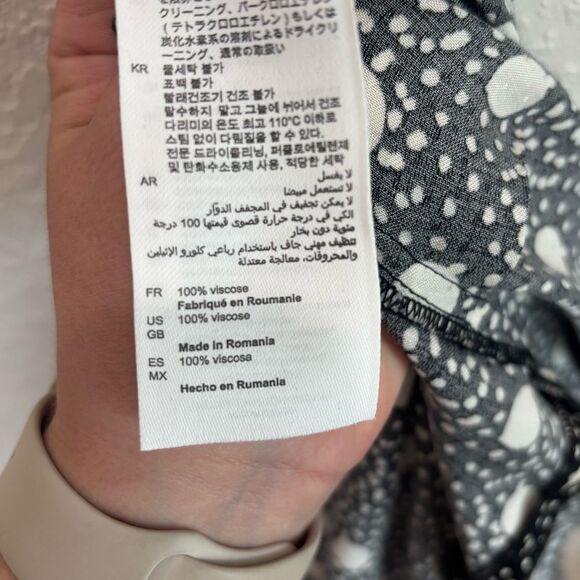 クリーニング、パークロロエチレン
(テトラクロロエチレン)もしくは
炭化水素系の溶剤によるドライクリ
ーニング、通常の取扱い
KR 물세탁 불가
표백 불가
빨래건조기 건조 불가
탈수하지 말고 그늘에 뉘어서 건조
다리미의 온도 최고 110°C 이하로
스팀 없이 다림질을 할 수 있다.
전문 드라이클리닝, 퍼클로에틸렌제
및 탄화수소용제 사용, 적당한 세탁
AR لا يغسل
لا تستعمل مبيضا
لا يمكن تجفيف في المجفف الدوّار
الكي في درجة حرارة قصوى قيمتها 100 درجة
مئوية دون بخار
تنظيف مهني جاف باستخدام رباعي كلورو الإثيلين
والمحروقات، معالجة معتدلة
FR 100% viscose
Fabriqué en Roumanie
US 100% viscose
GB
Made in Romania
ES 100% viscosa
MX
Hecho en Rumania